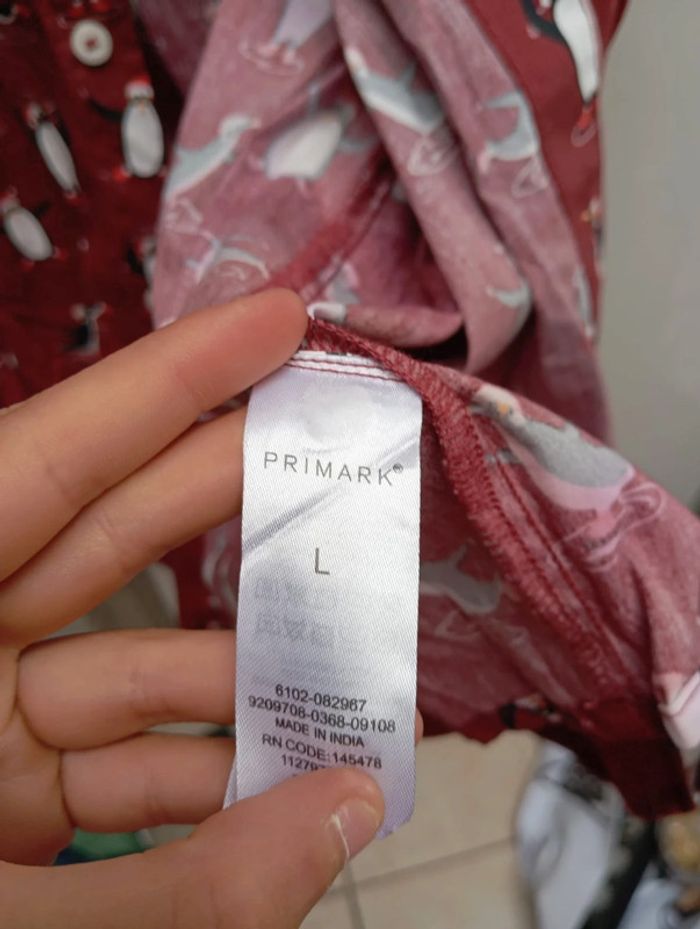 PRIMARK®
L
6102-082967
9209708-0368-09108
MADE IN INDIA
RN CODE:145478